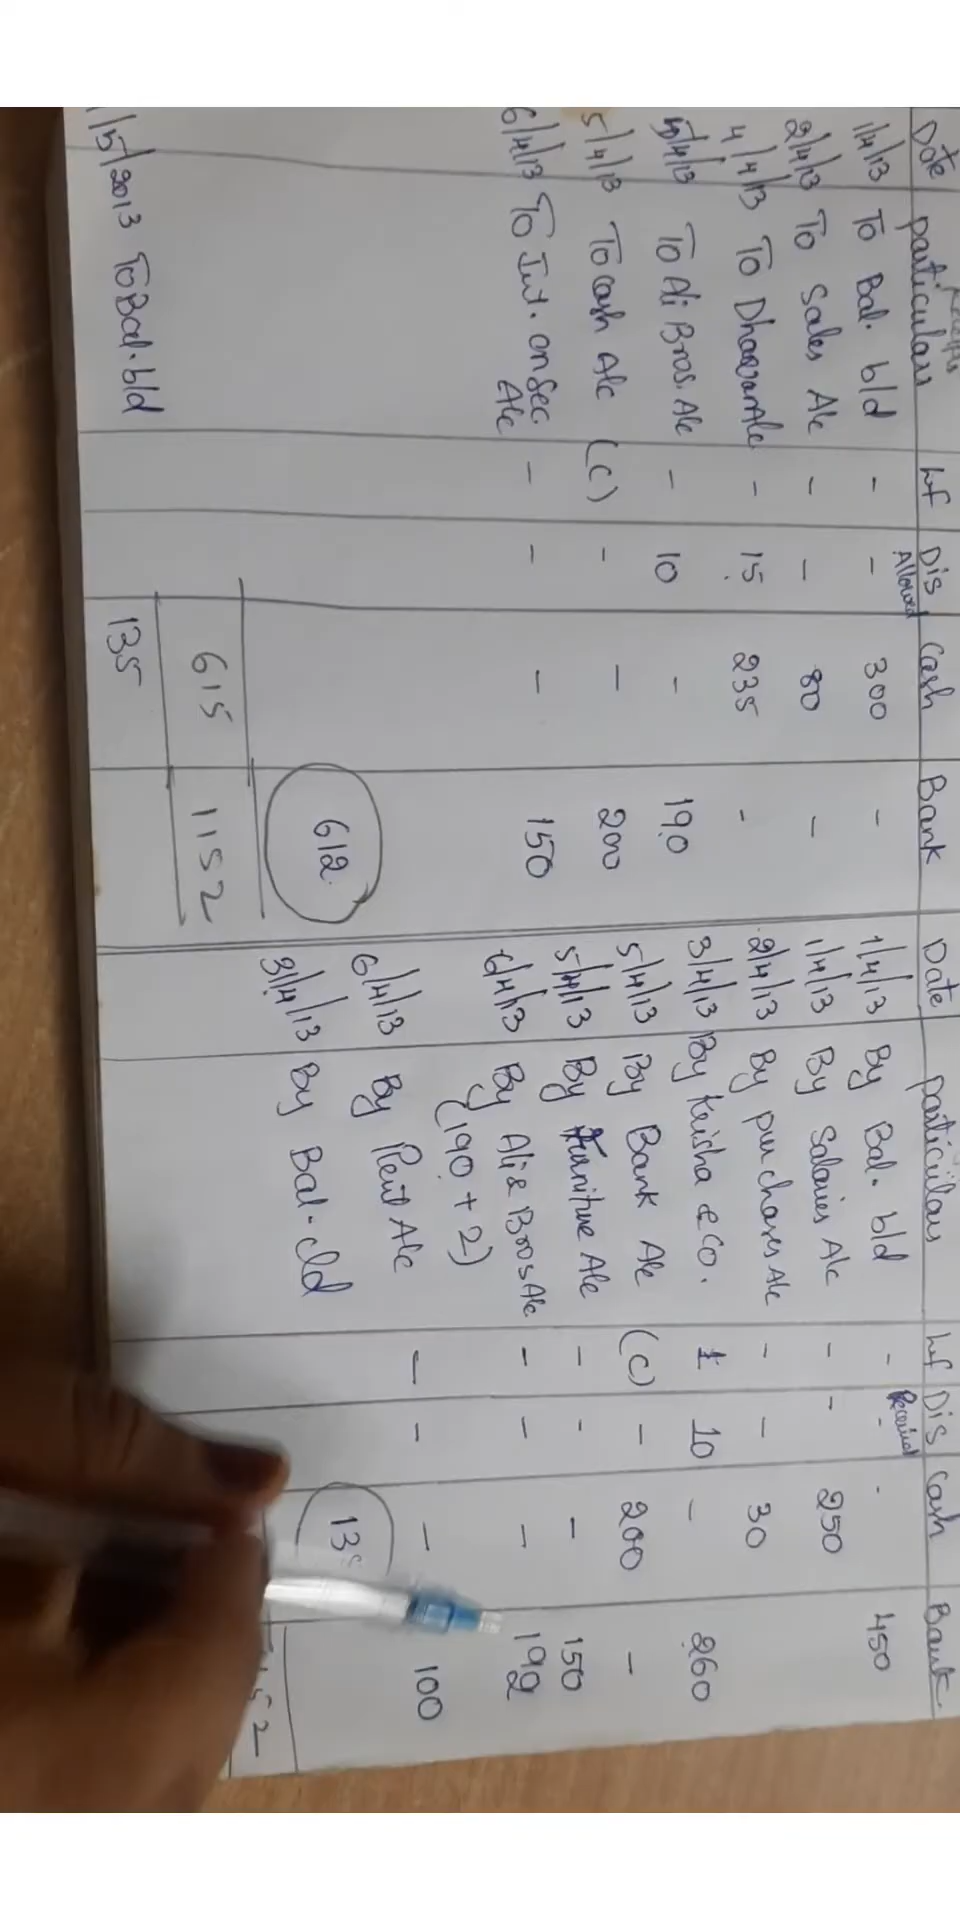 Date Particulars Receipts L.f Dis Allowed Cash Bank Date Particulars L.f Dis Received Cash Bank
1/4/13 To Bal. b/d - - 300 - 1/4/13 By Bal. b/d - - - 450
2/4/13 To Sales A/c - - 80 - 1/4/13 By Salaries A/c - - 250
4/4/13 To Dharam A/c - 15 235 - 2/4/13 By purchases A/c - - 30
5/4/13 To Ali Bros. A/c - 10 - 190 3/4/13 By Krisha & Co. 1 10 - 260
5/4/13 To Cash A/c (C) - - 200 5/4/13 By Bank A/c (C) - 200 -
5/4/13 By Furniture A/c - - - 150
6/4/13 To Int. on Sec A/c - - - 150 6/4/13 By Ali & Bros A/c - - - 192
(190 + 2)
6/4/13 By Rent A/c - - - 100
612 31/4/13 By Bal. c/d
615 1152
1/5/2013 To Bal. b/d 135